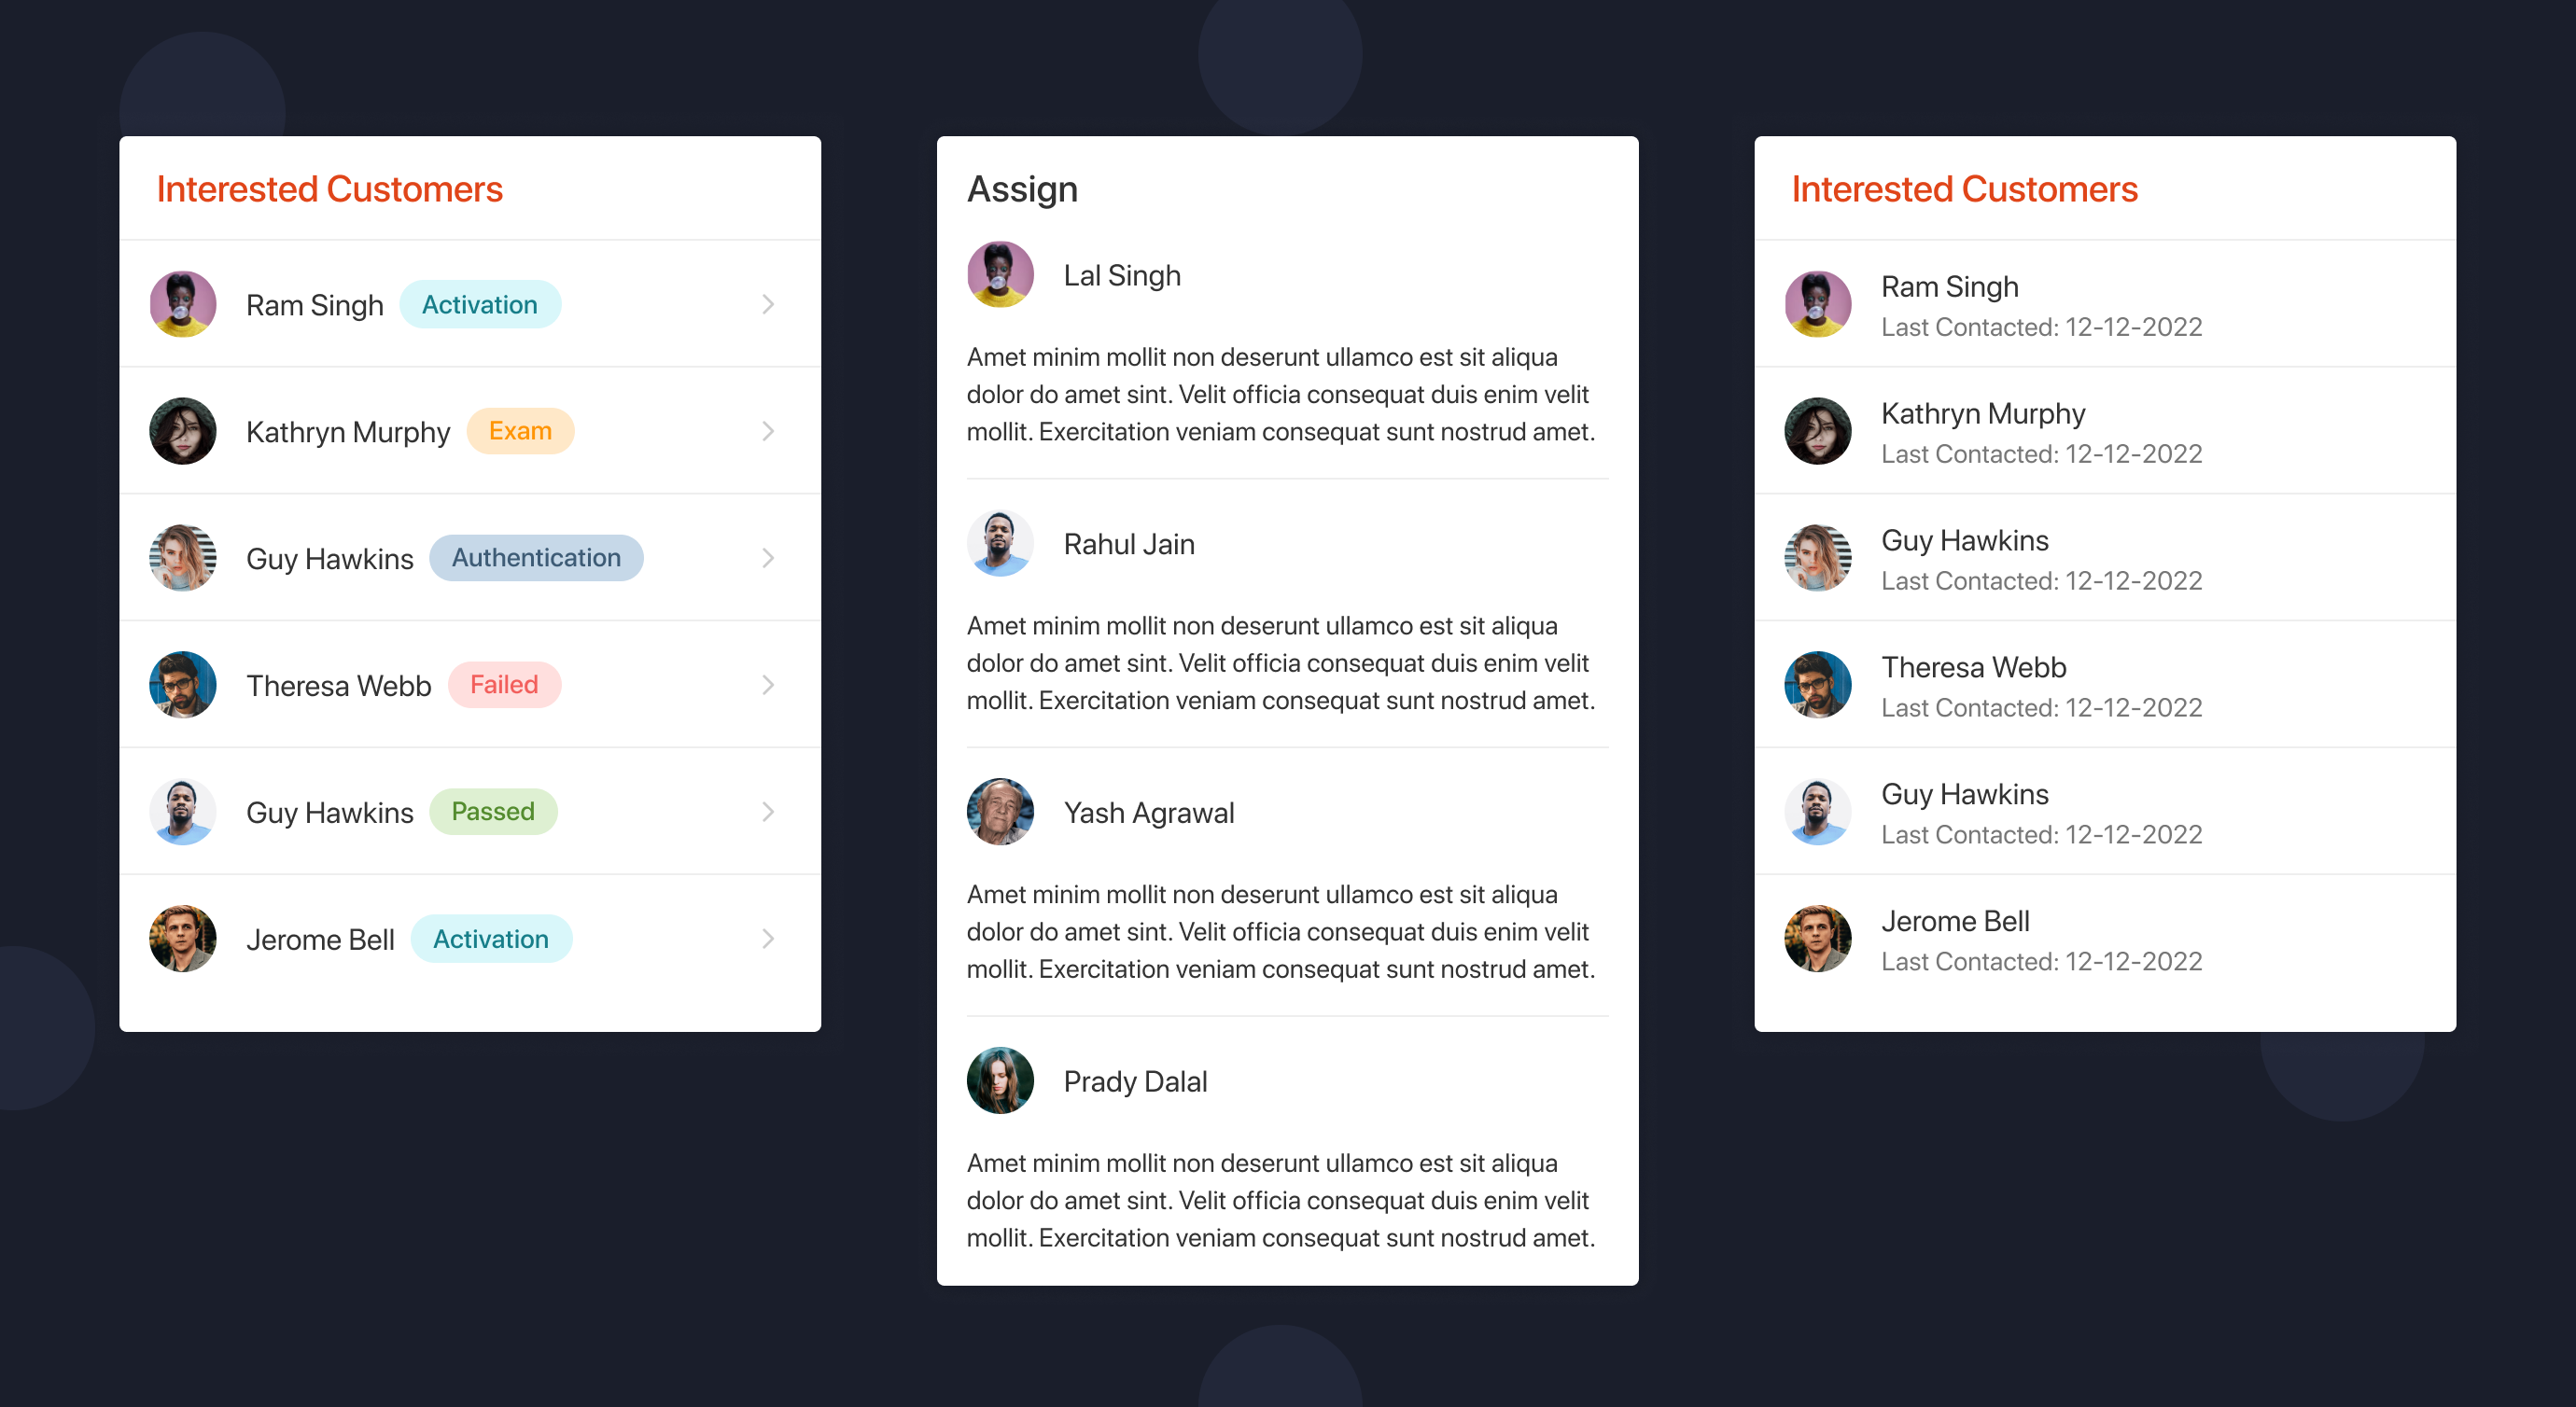 Interested Customers
Ram Singh Activation
Kathryn Murphy Exam
Guy Hawkins Authentication
Theresa Webb Failed
Guy Hawkins Passed
Jerome Bell Activation
Assign
Lal Singh
Amet minim mollit non deserunt ullamco est sit aliqua
dolor do amet sint. Velit officia consequat duis enim velit
mollit. Exercitation veniam consequat sunt nostrud amet.
Rahul Jain
Amet minim mollit non deserunt ullamco est sit aliqua
dolor do amet sint. Velit officia consequat duis enim velit
mollit. Exercitation veniam consequat sunt nostrud amet.
Yash Agrawal
Amet minim mollit non deserunt ullamco est sit aliqua
dolor do amet sint. Velit officia consequat duis enim velit
mollit. Exercitation veniam consequat sunt nostrud amet.
Prady Dalal
Amet minim mollit non deserunt ullamco est sit aliqua
dolor do amet sint. Velit officia consequat duis enim velit
mollit. Exercitation veniam consequat sunt nostrud amet.
Interested Customers
Ram Singh
Last Contacted: 12-12-2022
Kathryn Murphy
Last Contacted: 12-12-2022
Guy Hawkins
Last Contacted: 12-12-2022
Theresa Webb
Last Contacted: 12-12-2022
Guy Hawkins
Last Contacted: 12-12-2022
Jerome Bell
Last Contacted: 12-12-2022